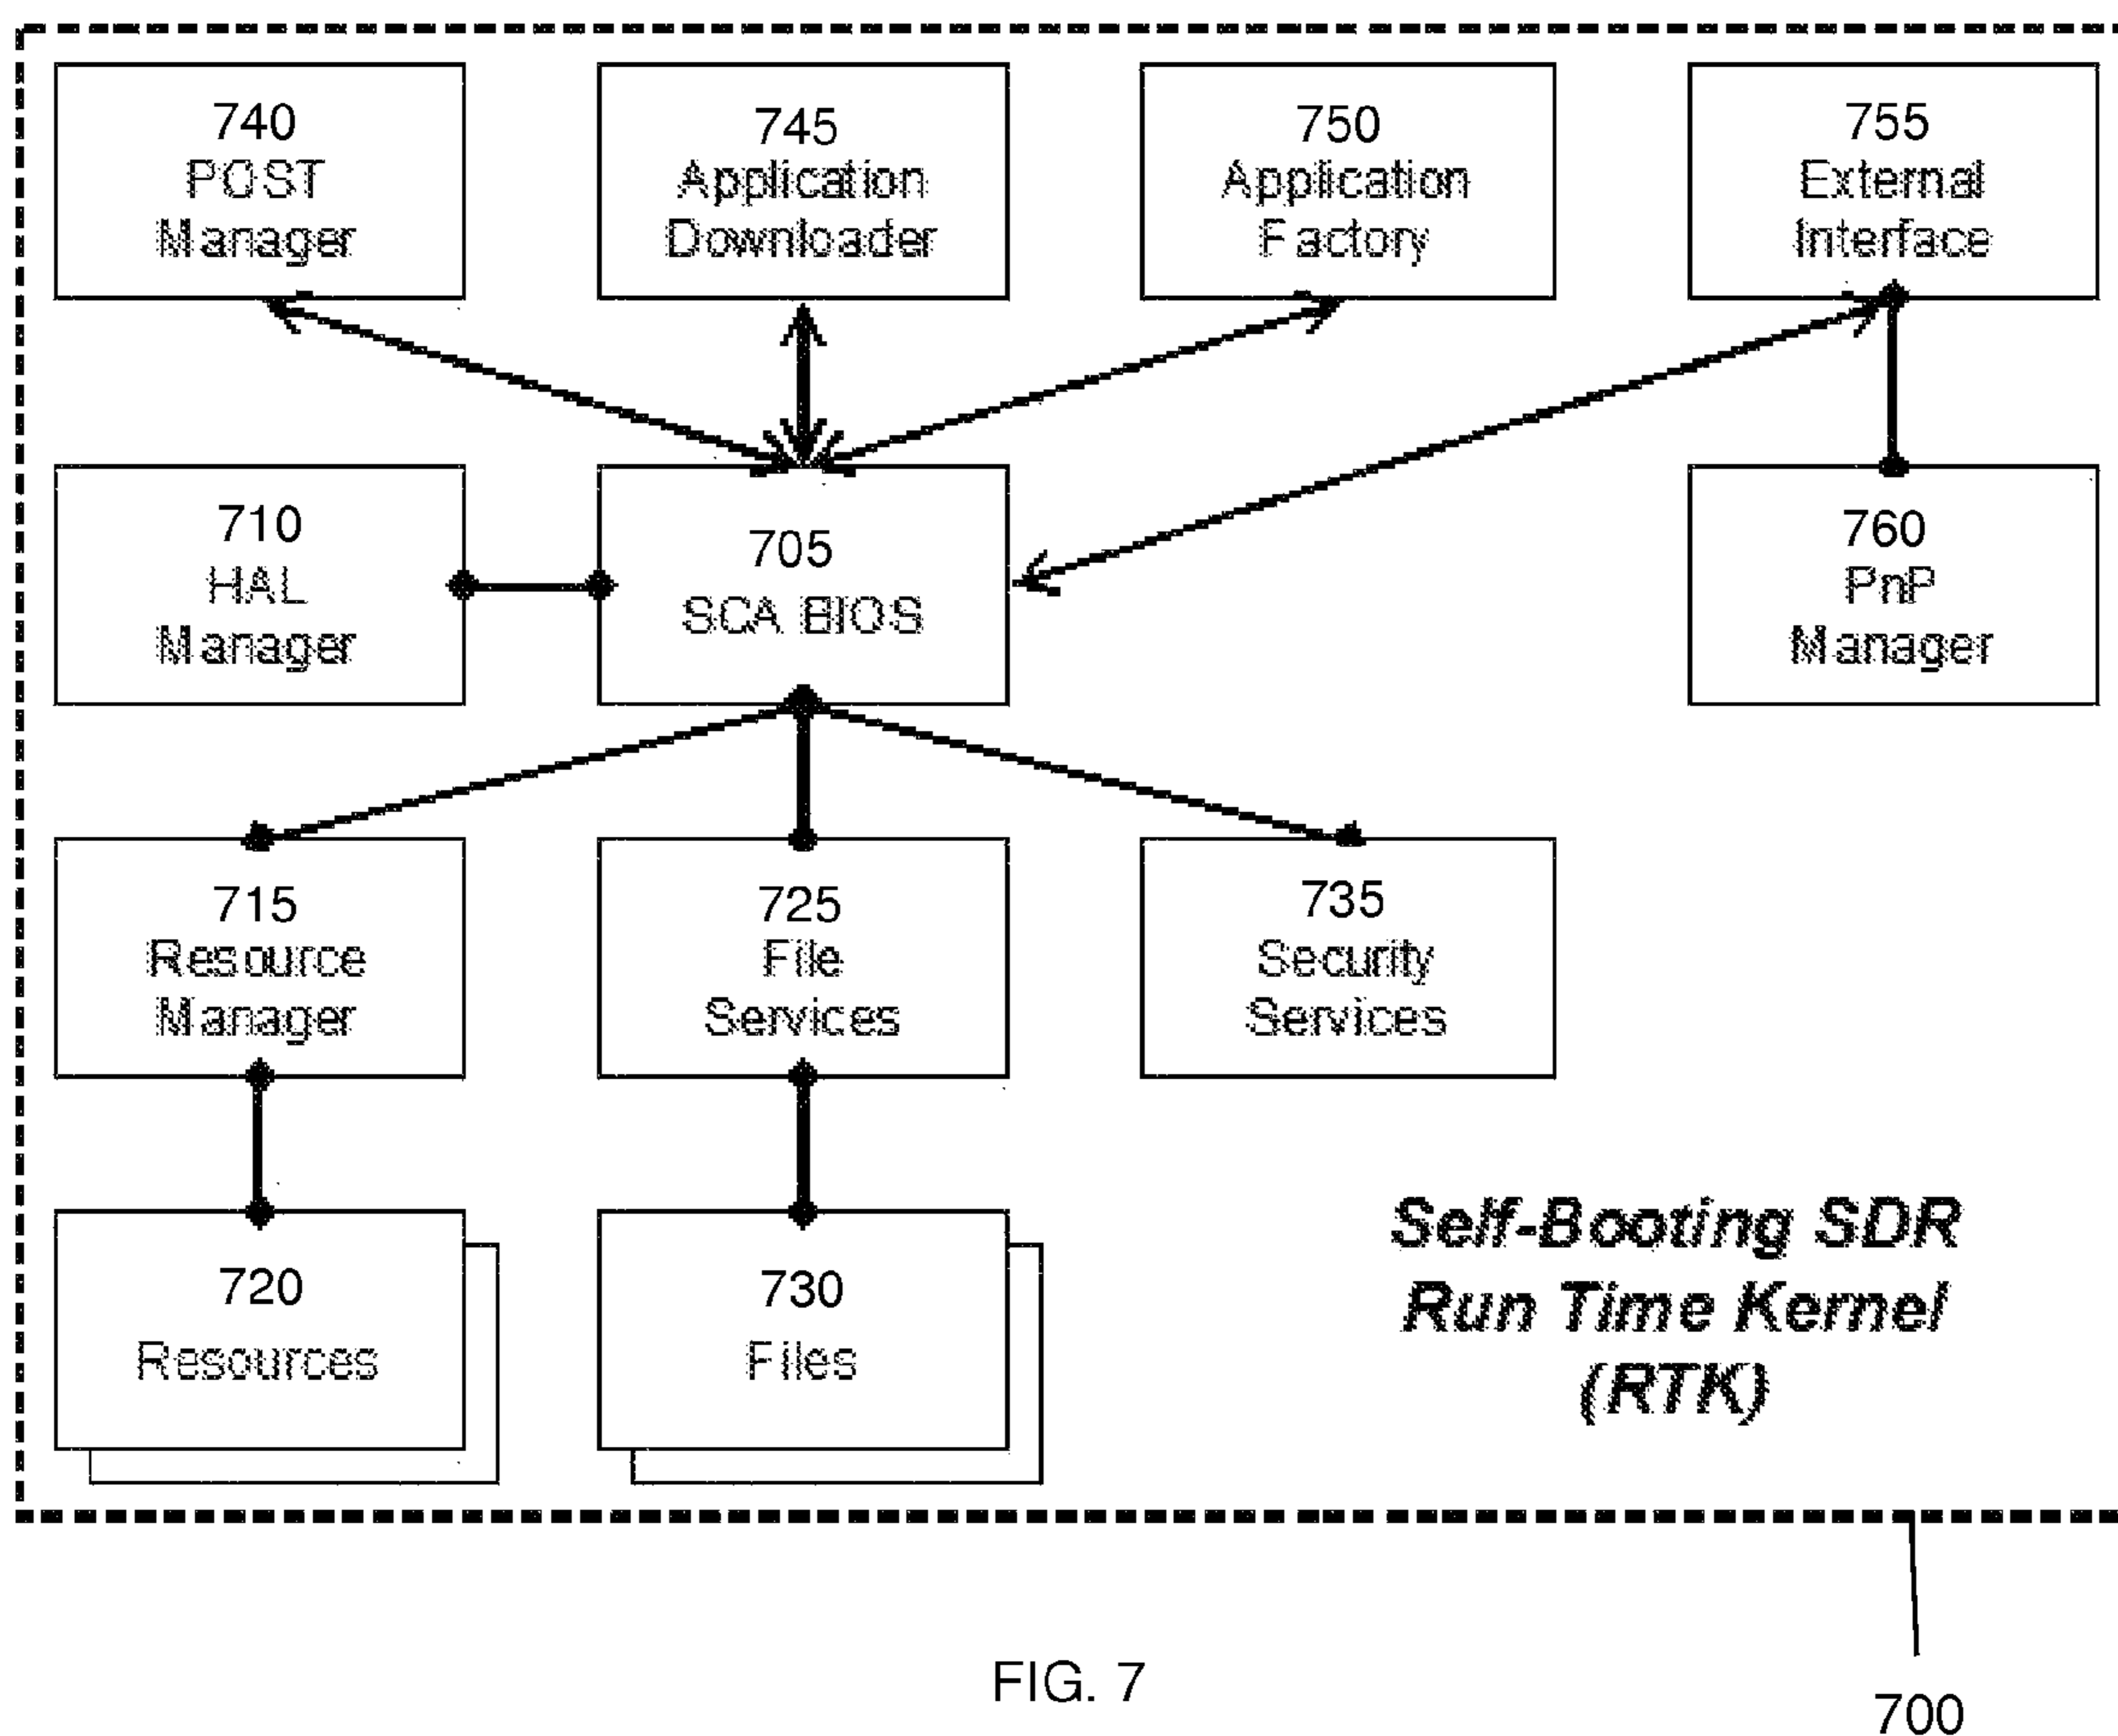 740
POST
Manager
745
Application
Downloader
750
Application
Factory
755
External
Interface
710
HAL
Manager
705
SCA BIOS
760
PnP
Manager
715
Resource
Manager
725
File
Services
735
Security
Services
720
Resources
730
Files
Self-Booting SDR
Run Time Kernel
(RTK)
FIG. 7
700